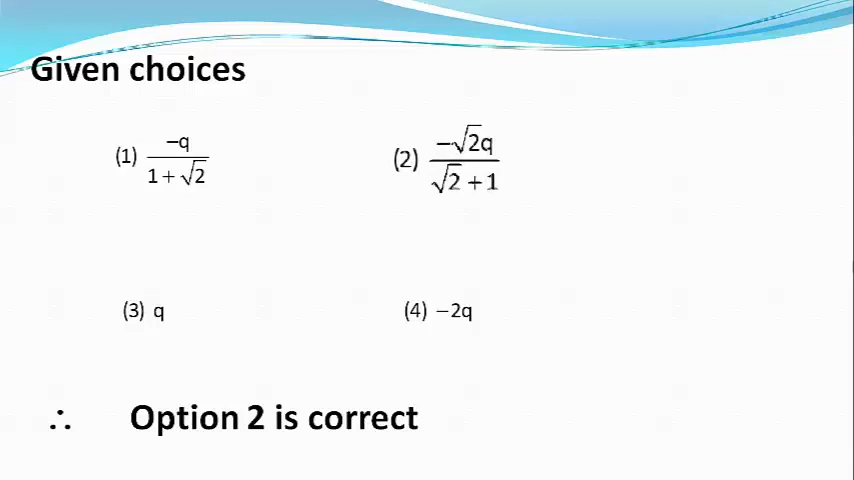 Given choices
(1) −q / 1 + √2 (2) −√2q / √2 + 1
(3) q (4) −2q
∴ Option 2 is correct